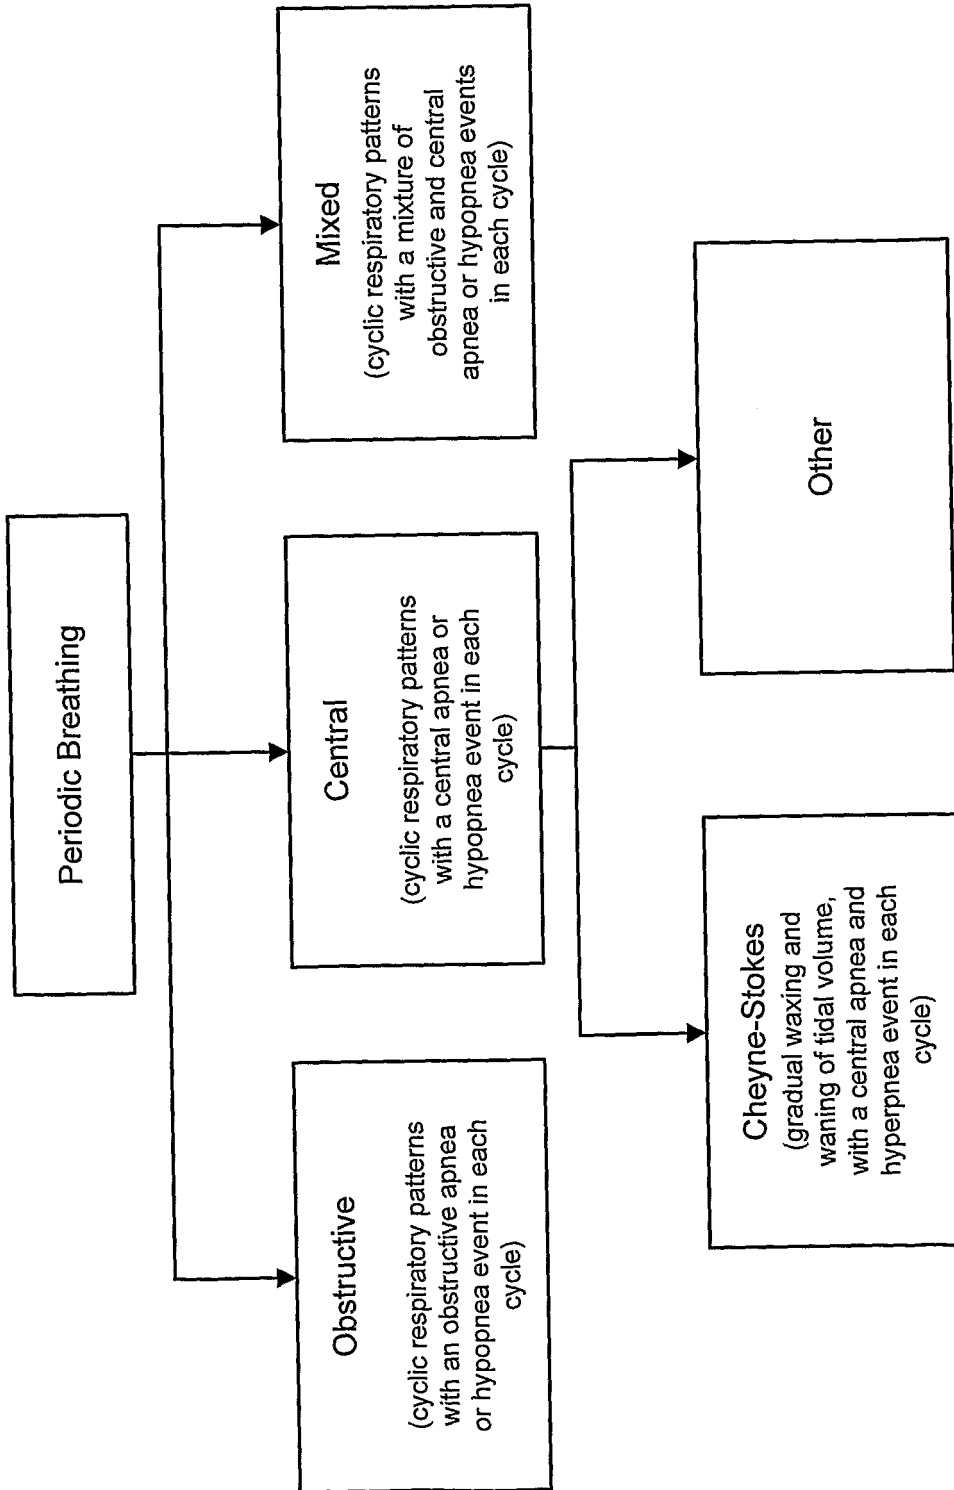 Periodic Breathing
Obstructive
(cyclic respiratory patterns
with an obstructive apnea
or hypopnea event in each
cycle)
Central
(cyclic respiratory patterns
with a central apnea or
hypopnea event in each
cycle)
Mixed
(cyclic respiratory patterns
with a mixture of
obstructive and central
apnea or hypopnea events
in each cycle)
Cheyne-Stokes
(gradual waxing and
waning of tidal volume,
with a central apnea and
hyperpnea event in each
cycle)
Other